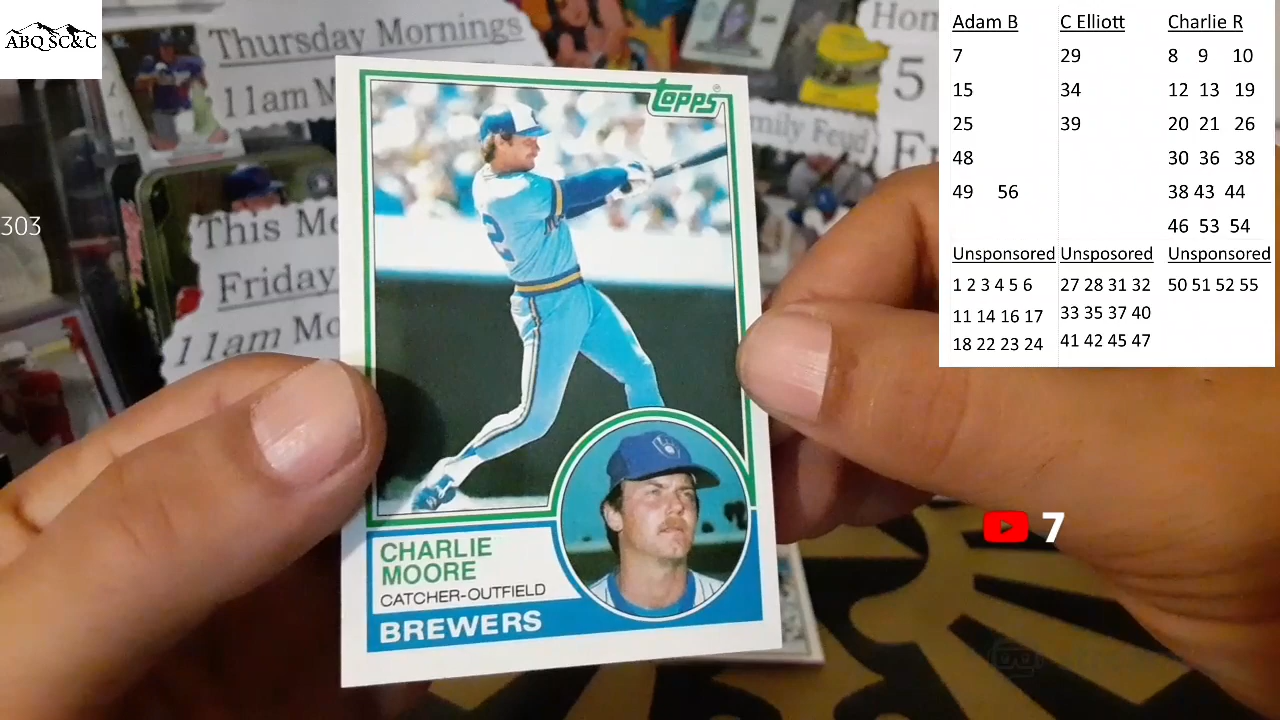 ABQ SC&C
303
Thursday Mornings
11am M
This Me
Friday
11am Mo
Hon
5
Fr
mily Feud
Topps
2
CHARLIE
MOORE
CATCHER-OUTFIELD
BREWERS
7
Adam B
7
15
25
48
49 56
Unsponsored
1 2 3 4 5 6
11 14 16 17
18 22 23 24
C Elliott
29
34
39
Unsposored
27 28 31 32
33 35 37 40
41 42 45 47
Charlie R
8 9 10
12 13 19
20 21 26
30 36 38
38 43 44
46 53 54
Unsponsored
50 51 52 55